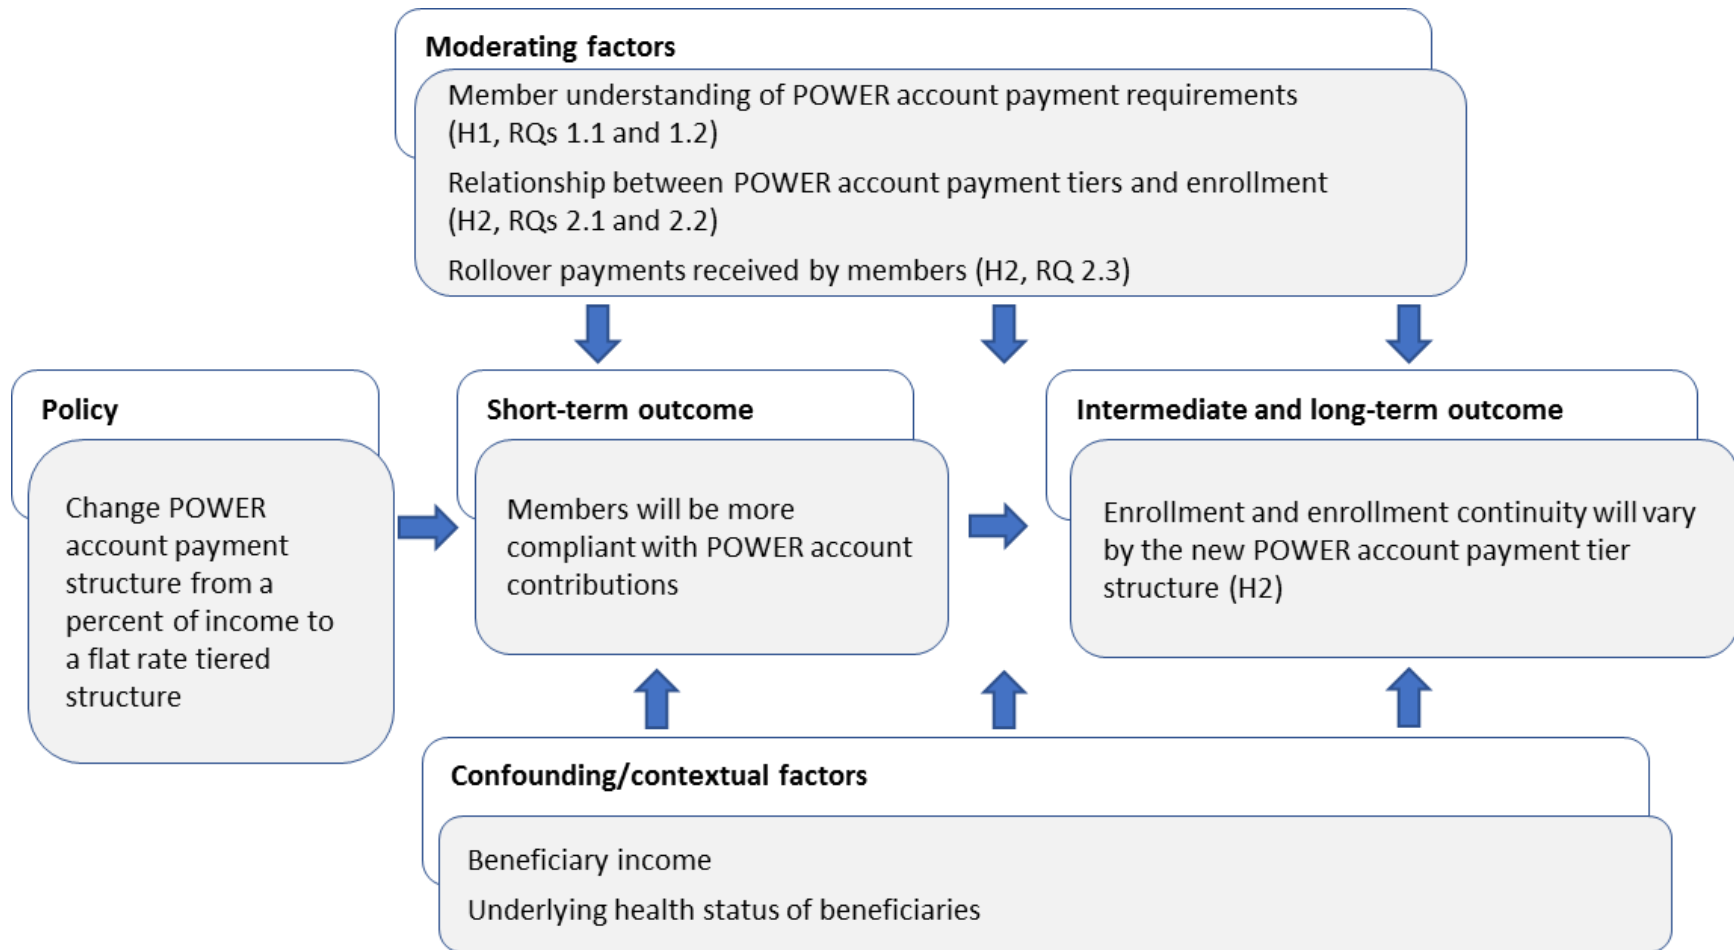 Moderating factors
Member understanding of POWER account payment requirements
(H1, RQs 1.1 and 1.2)
Relationship between POWER account payment tiers and enrollment
(H2, RQs 2.1 and 2.2)
Rollover payments received by members (H2, RQ 2.3)
Policy
Change POWER
account payment
structure from a
percent of income to
a flat rate tiered
structure
Short-term outcome
Members will be more
compliant with POWER account
contributions
Intermediate and long-term outcome
Enrollment and enrollment continuity will vary
by the new POWER account payment tier
structure (H2)
Confounding/contextual factors
Beneficiary income
Underlying health status of beneficiaries